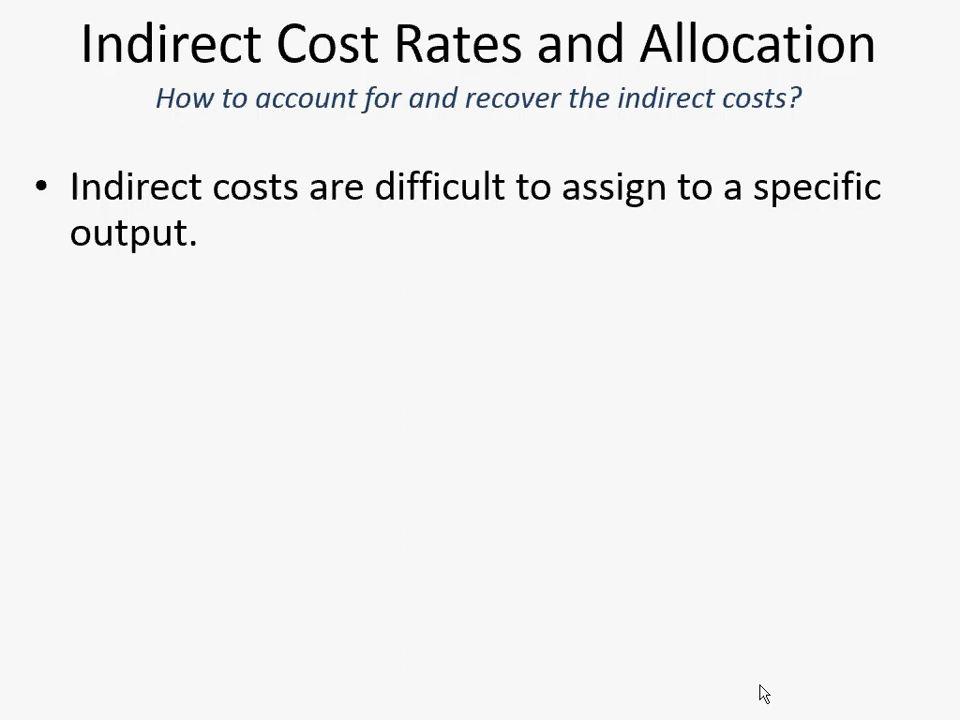 Indirect Cost Rates and Allocation
How to account for and recover the indirect costs?
• Indirect costs are difficult to assign to a specific
output.